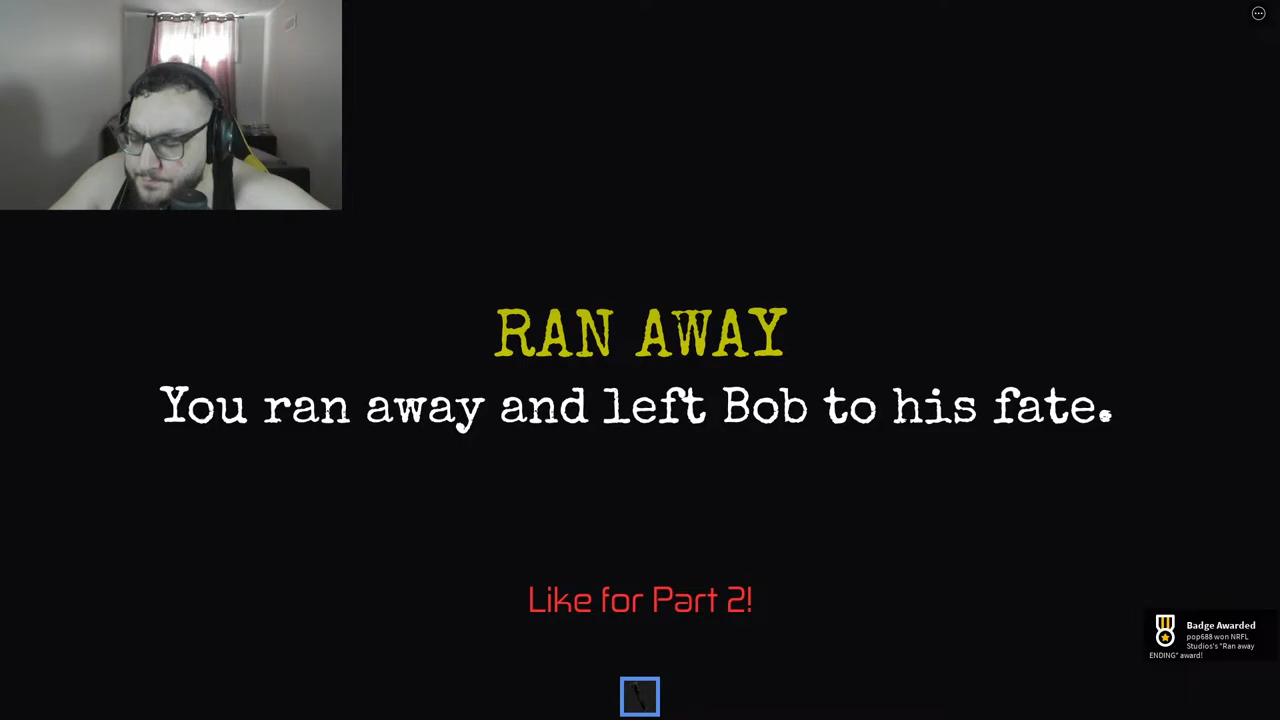 RAN AWAY
You ran away and left Bob to his fate.
Like for Part 2!
Badge Awarded
pop688 won NRFL
Studios's "Ran away
ENDING" award!